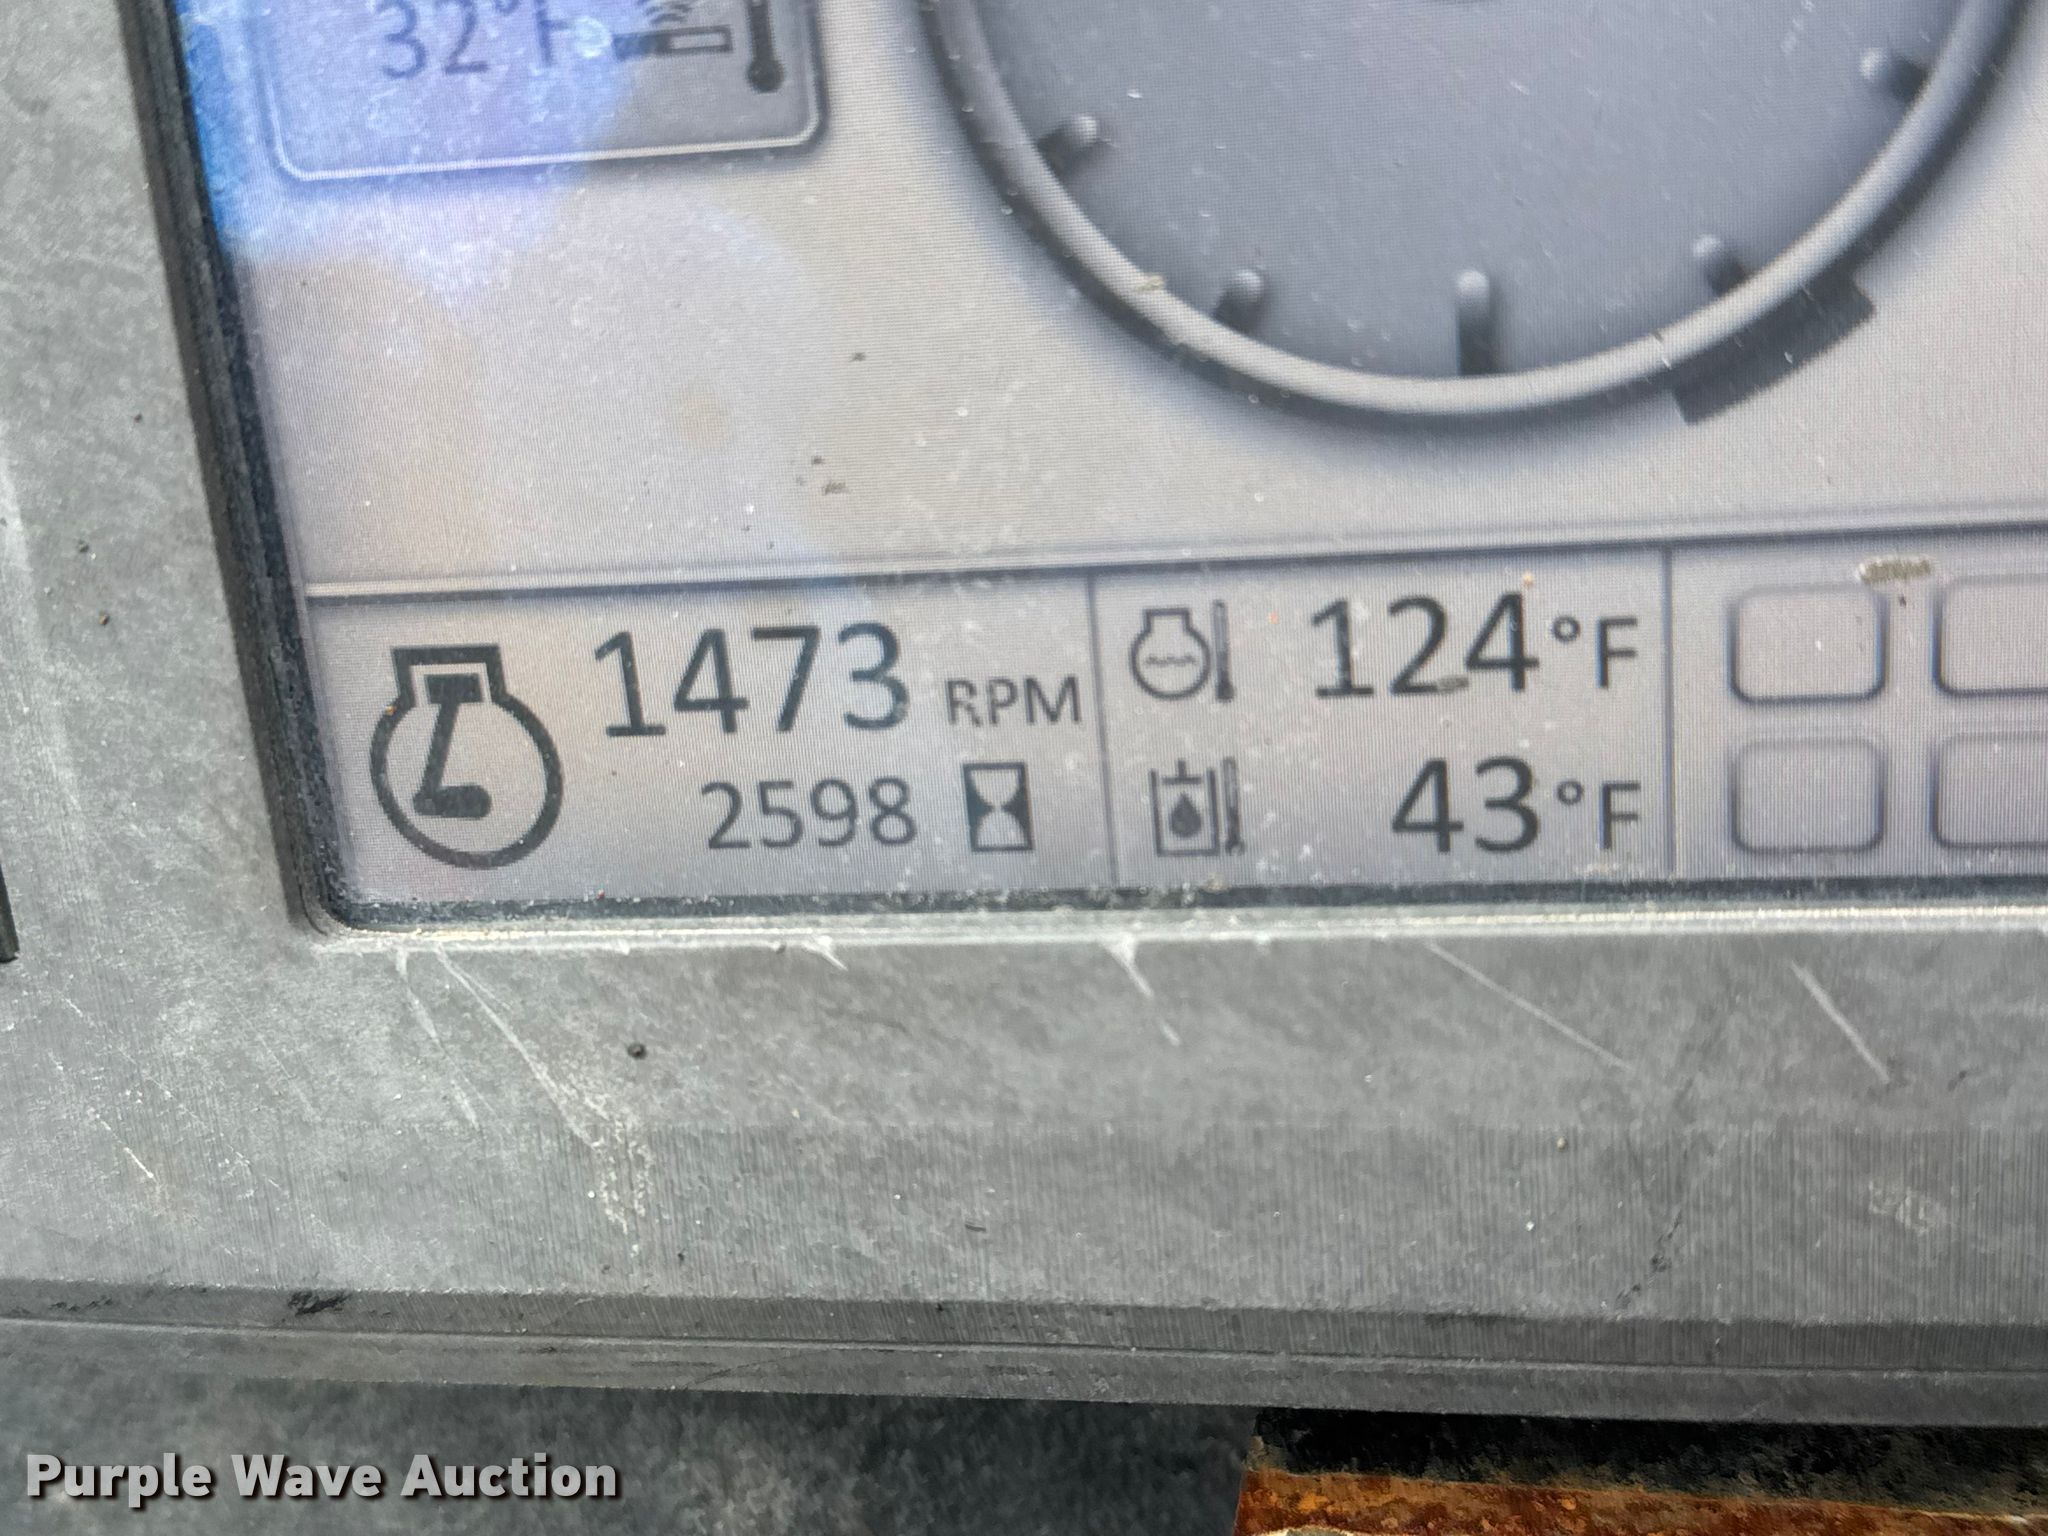 32°F
1473 RPM
2598
124°F
43°F
Purple Wave Auction